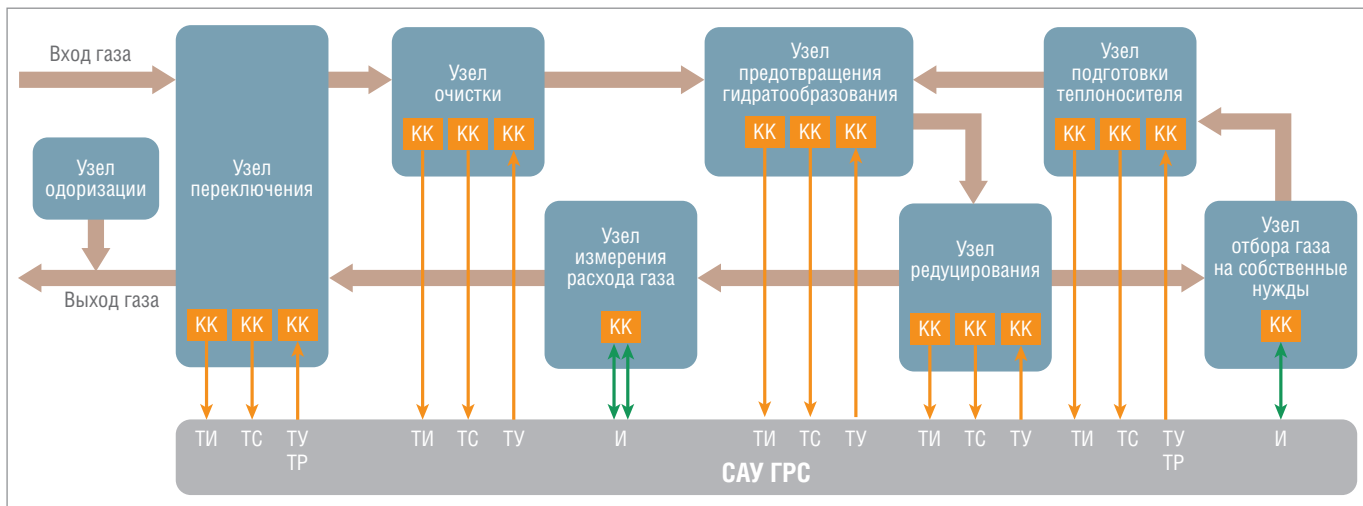 Вход газа
Узел
одоризации
Выход газа
Узел
переключения
КК КК КК
Узел
очистки
КК КК КК
Узел
измерения
расхода газа
КК
Узел
предотвращения
гидратообразования
КК КК КК
Узел
редуцирования
КК КК КК
Узел
подготовки
теплоносителя
КК КК КК
Узел
отбора газа
на собственные
нужды
КК
ТИ ТС ТУ ТИ ТС ТУ И ТИ ТС ТУ ТИ ТС ТУ ТИ ТС ТУ И
ТР ТР
САУ ГРС